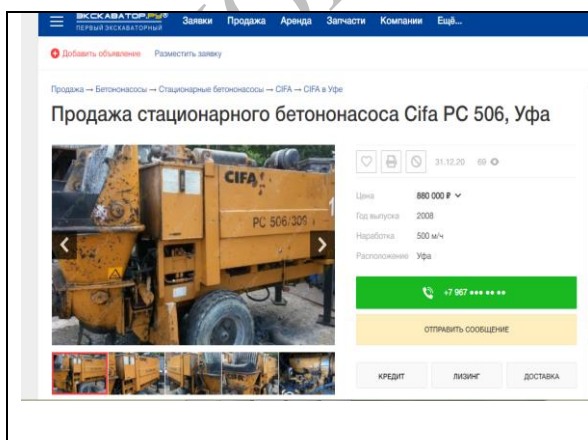 ЭКСКАВАТОР.РУ® Заявки Продажа Аренда Запчасти Компании Ещё...
ПЕРВЫЙ ЭКСКАВАТОРНЫЙ
Добавить объявление Разместить заявку
Продажа → Бетононасосы → Стационарные бетононасосы → CIFA → CIFA в Уфе
Продажа стационарного бетононасоса Cifa PC 506, Уфа
31.12.20 69
CIFA
PC 506/309
Цена 880 000 ₽
Год выпуска 2008
Наработка 500 м/ч
Расположение Уфа
+7 967 ••• •• ••
ОТПРАВИТЬ СООБЩЕНИЕ
КРЕДИТ ЛИЗИНГ ДОСТАВКА